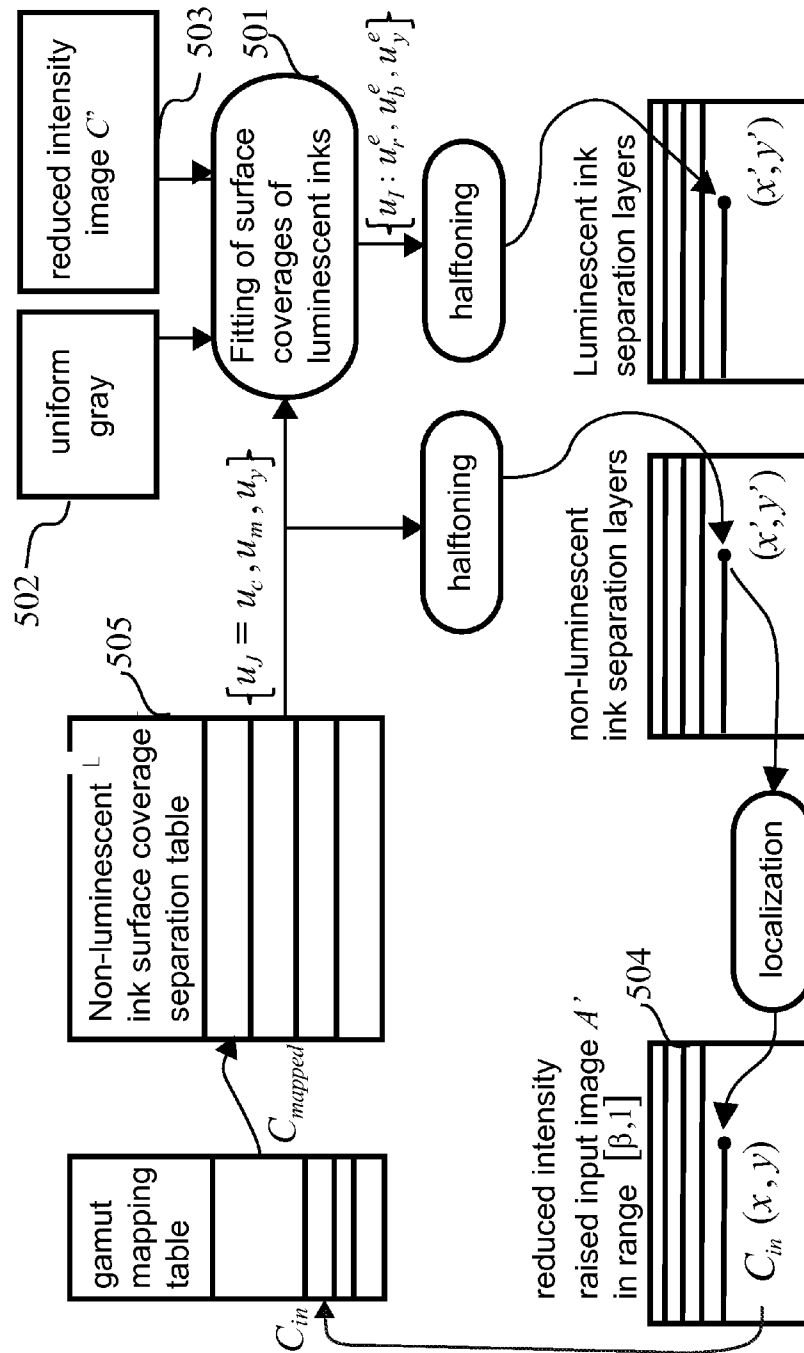 gamut
mapping
table
C_in
C_mapped
Non-luminescent
ink surface coverage
separation table
505
{u_J = u_c, u_m, u_y}
502
uniform
gray
reduced intensity
image C'
503
Fitting of surface
coverages of
luminescent inks
501
{u_I : u_r^e, u_b^e, u_y^e}
halftoning
halftoning
reduced intensity
raised input image A'
in range [β,1]
504
C_in (x, y)
localization
non-luminescent
ink separation layers
(x', y')
Luminescent ink
separation layers
(x', y')